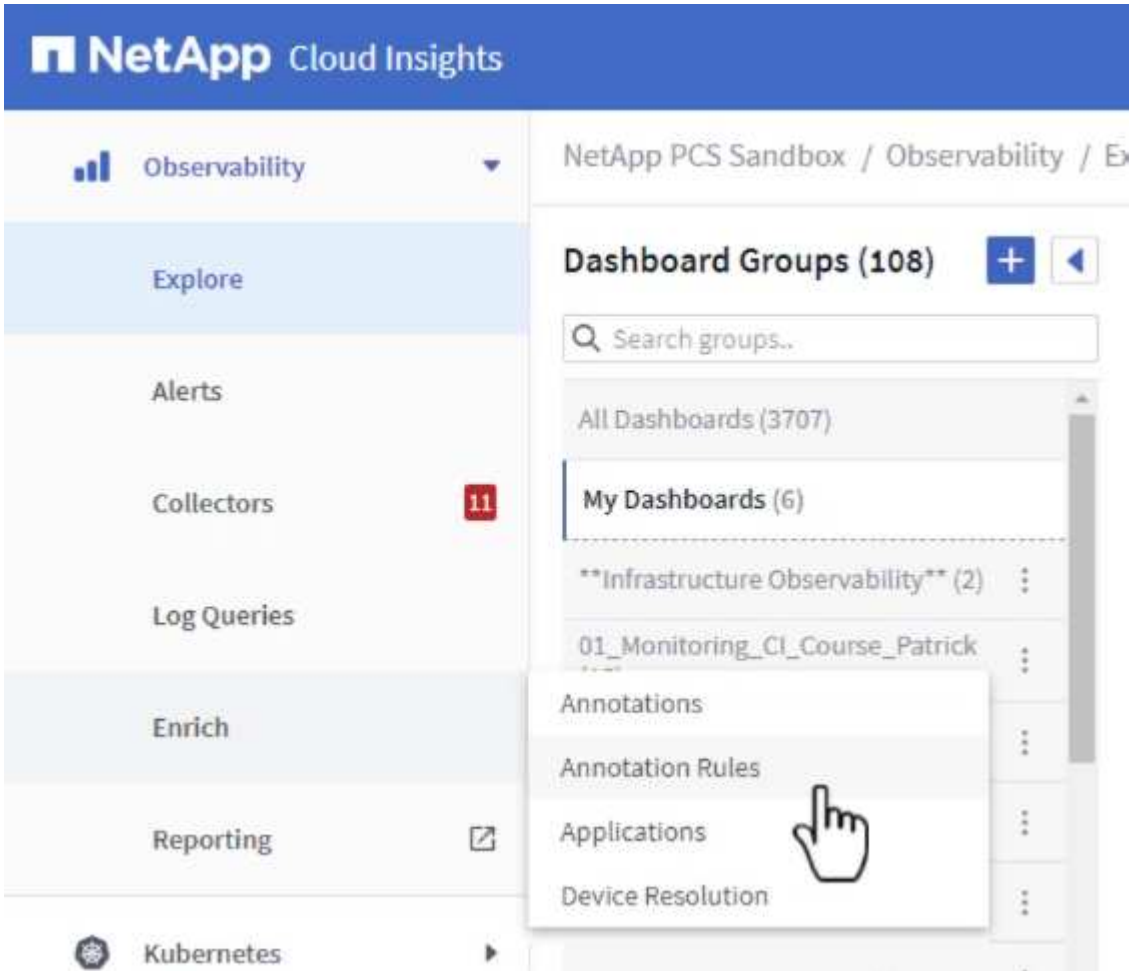 NetApp Cloud Insights
Observability
Explore
Alerts
Collectors
11
Log Queries
Enrich
Reporting
Kubernetes
NetApp PCS Sandbox / Observability / Ex
Dashboard Groups (108)
Search groups..
All Dashboards (3707)
My Dashboards (6)
**Infrastructure Observability** (2)
01_Monitoring_CI_Course_Patrick
Annotations
Annotation Rules
Applications
Device Resolution